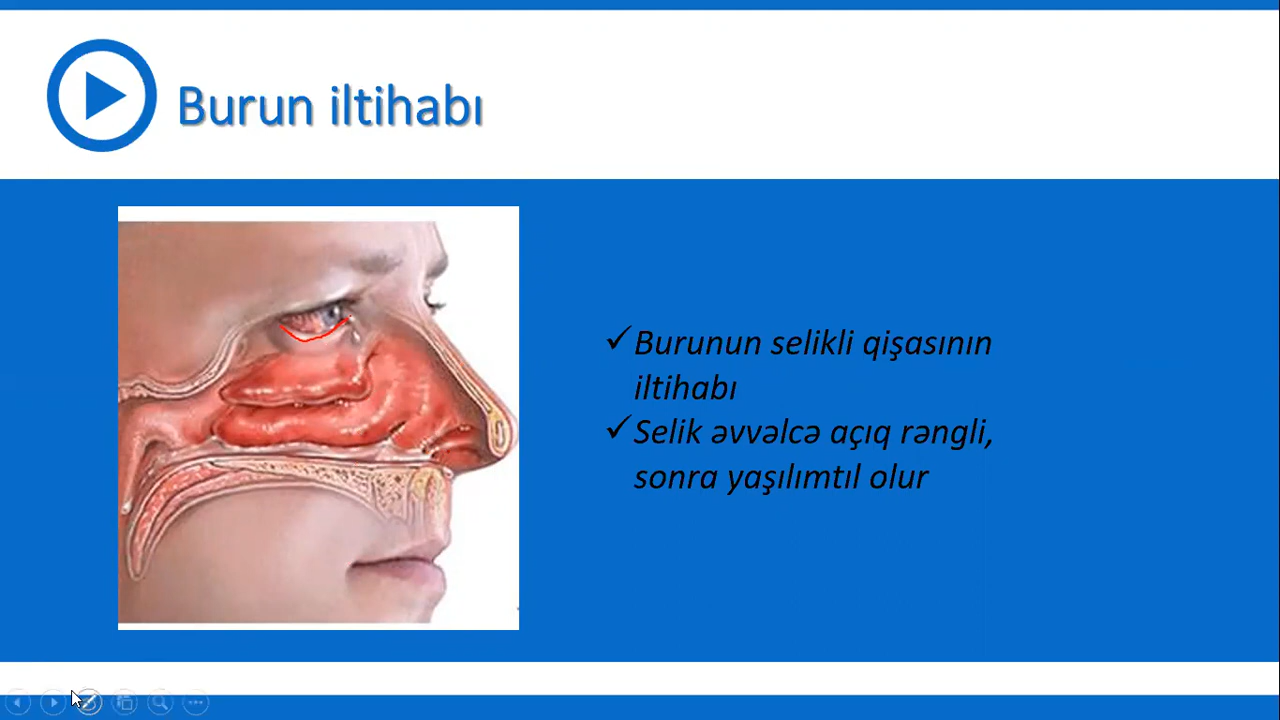 Burun iltihabı
Burunun selikli qişasının
iltihabı
Selik əvvəlcə açıq rəngli,
sonra yaşılımtıl olur